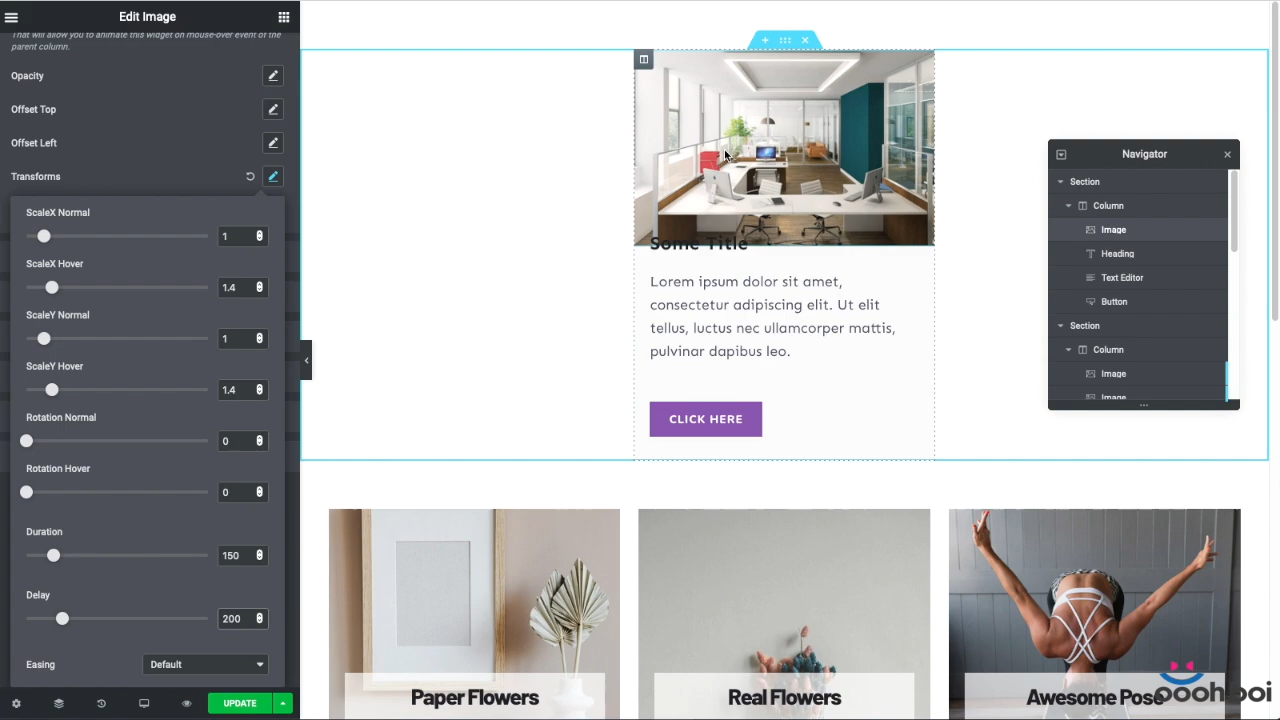 Edit Image
That will allow you to animate this widget on mouse-over event of the
parent column.
Opacity
Offset Top
Offset Left
Transforms
ScaleX Normal
1
ScaleX Hover
1.4
ScaleY Normal
1
ScaleY Hover
1.4
Rotation Normal
0
Rotation Hover
0
Duration
150
Delay
200
Easing
Default
UPDATE
Some Title
Lorem ipsum dolor sit amet,
consectetur adipiscing elit. Ut elit
tellus, luctus nec ullamcorper mattis,
pulvinar dapibus leo.
CLICK HERE
Navigator
Section
Column
Image
Heading
Text Editor
Button
Section
Column
Image
Image
Paper Flowers
Real Flowers
Awesome Pose
poohboi